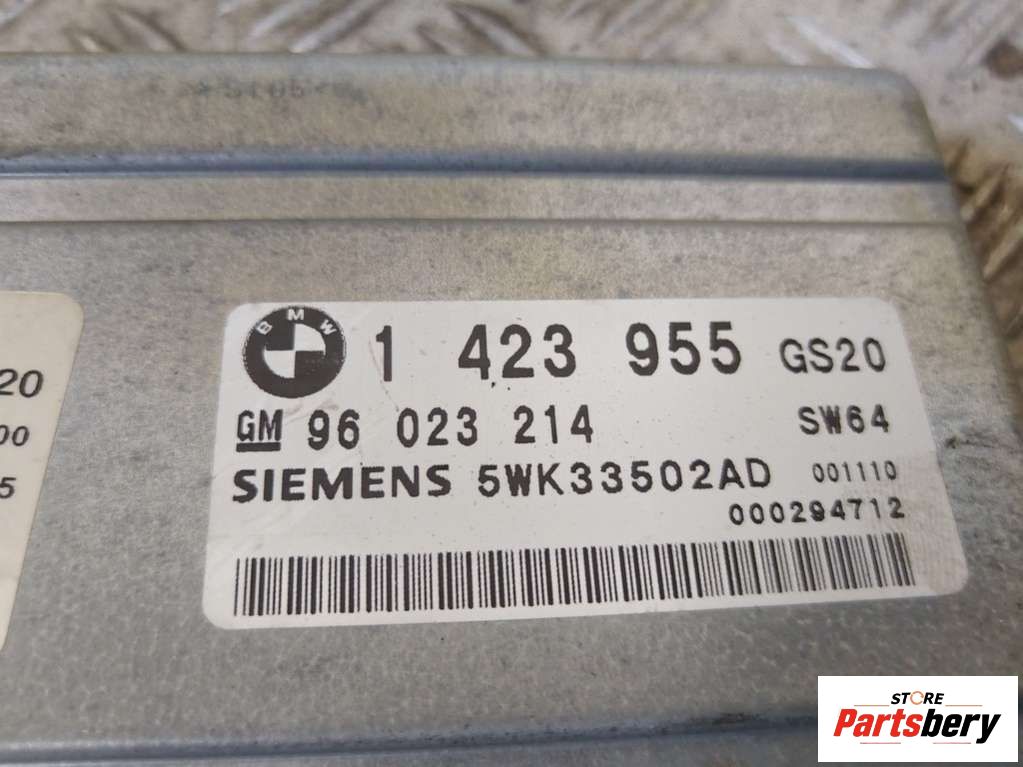 20
00
5
BMW
1 423 955 GS20
GM 96 023 214 SW64
SIEMENS 5WK33502AD 001110
000294712
STORE
Partsbery